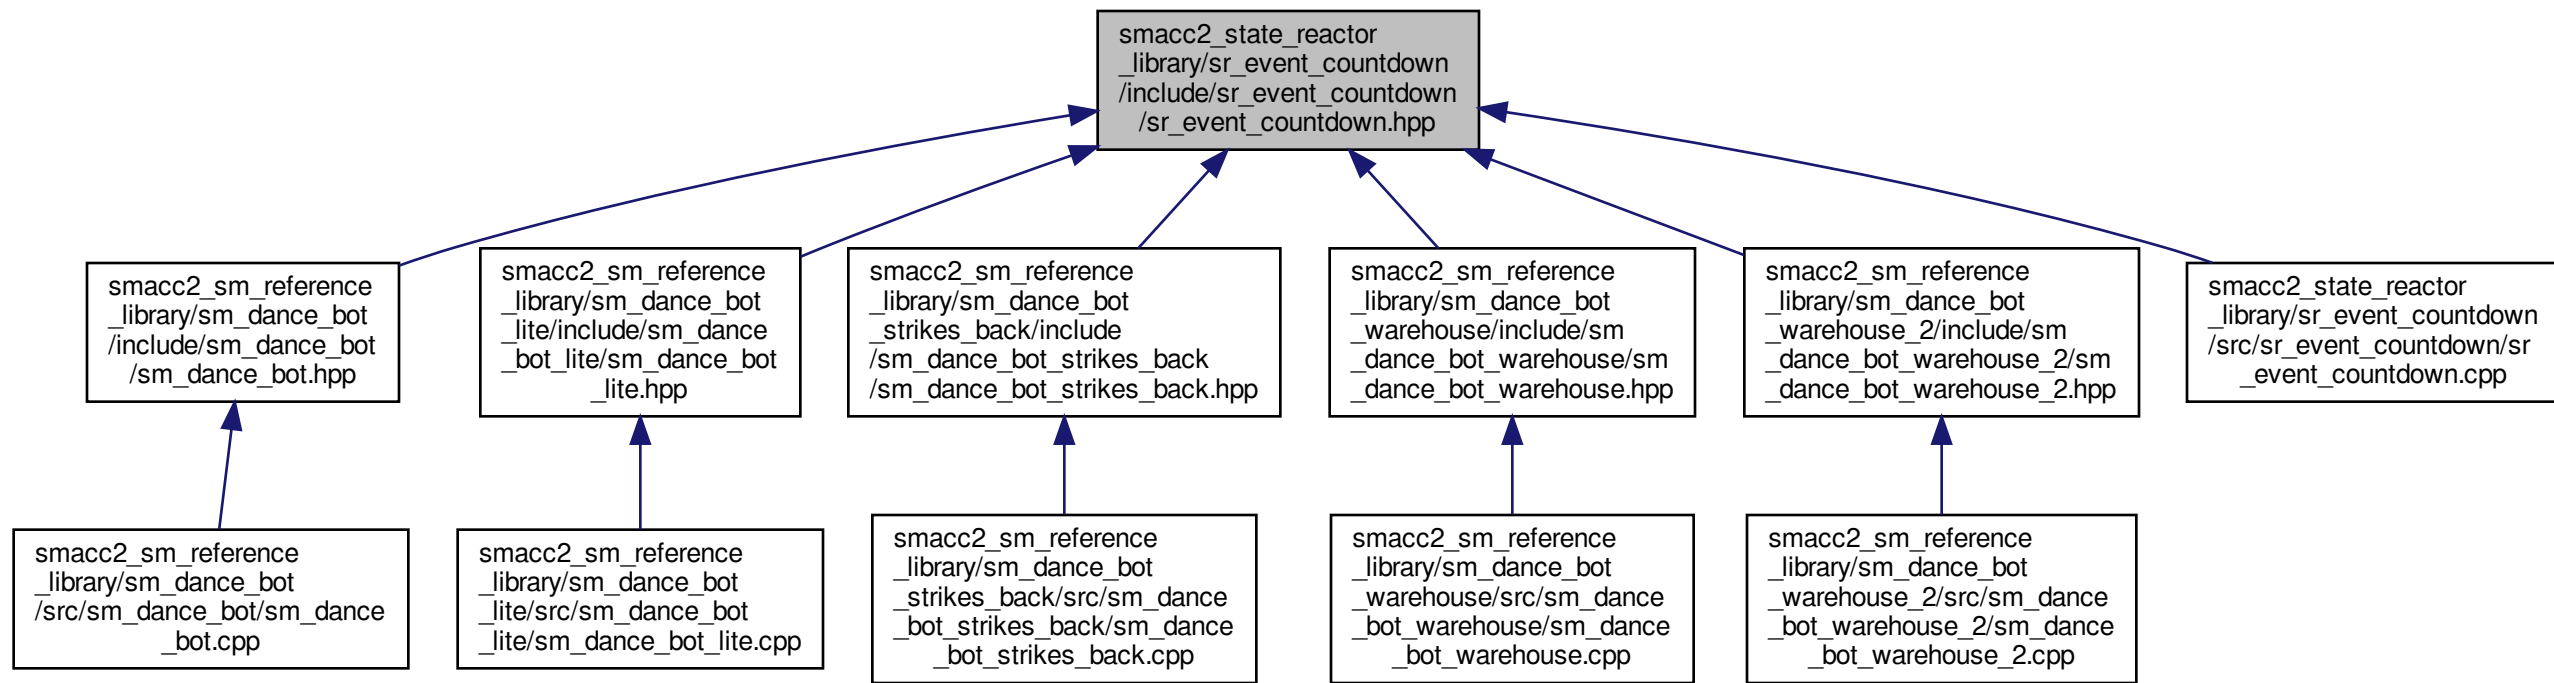 smacc2_state_reactor
_library/sr_event_countdown
/include/sr_event_countdown
/sr_event_countdown.hpp
smacc2_sm_reference
_library/sm_dance_bot
/include/sm_dance_bot
/sm_dance_bot.hpp
smacc2_sm_reference
_library/sm_dance_bot
_lite/include/sm_dance
_bot_lite/sm_dance_bot
_lite.hpp
smacc2_sm_reference
_library/sm_dance_bot
_strikes_back/include
/sm_dance_bot_strikes_back
/sm_dance_bot_strikes_back.hpp
smacc2_sm_reference
_library/sm_dance_bot
_warehouse/include/sm
_dance_bot_warehouse/sm
_dance_bot_warehouse.hpp
smacc2_sm_reference
_library/sm_dance_bot
_warehouse_2/include/sm
_dance_bot_warehouse_2/sm
_dance_bot_warehouse_2.hpp
smacc2_state_reactor
_library/sr_event_countdown
/src/sr_event_countdown/sr
_event_countdown.cpp
smacc2_sm_reference
_library/sm_dance_bot
/src/sm_dance_bot/sm_dance
_bot.cpp
smacc2_sm_reference
_library/sm_dance_bot
_lite/src/sm_dance_bot
_lite/sm_dance_bot_lite.cpp
smacc2_sm_reference
_library/sm_dance_bot
_strikes_back/src/sm_dance
_bot_strikes_back/sm_dance
_bot_strikes_back.cpp
smacc2_sm_reference
_library/sm_dance_bot
_warehouse/src/sm_dance
_bot_warehouse/sm_dance
_bot_warehouse.cpp
smacc2_sm_reference
_library/sm_dance_bot
_warehouse_2/src/sm_dance
_bot_warehouse_2/sm_dance
_bot_warehouse_2.cpp